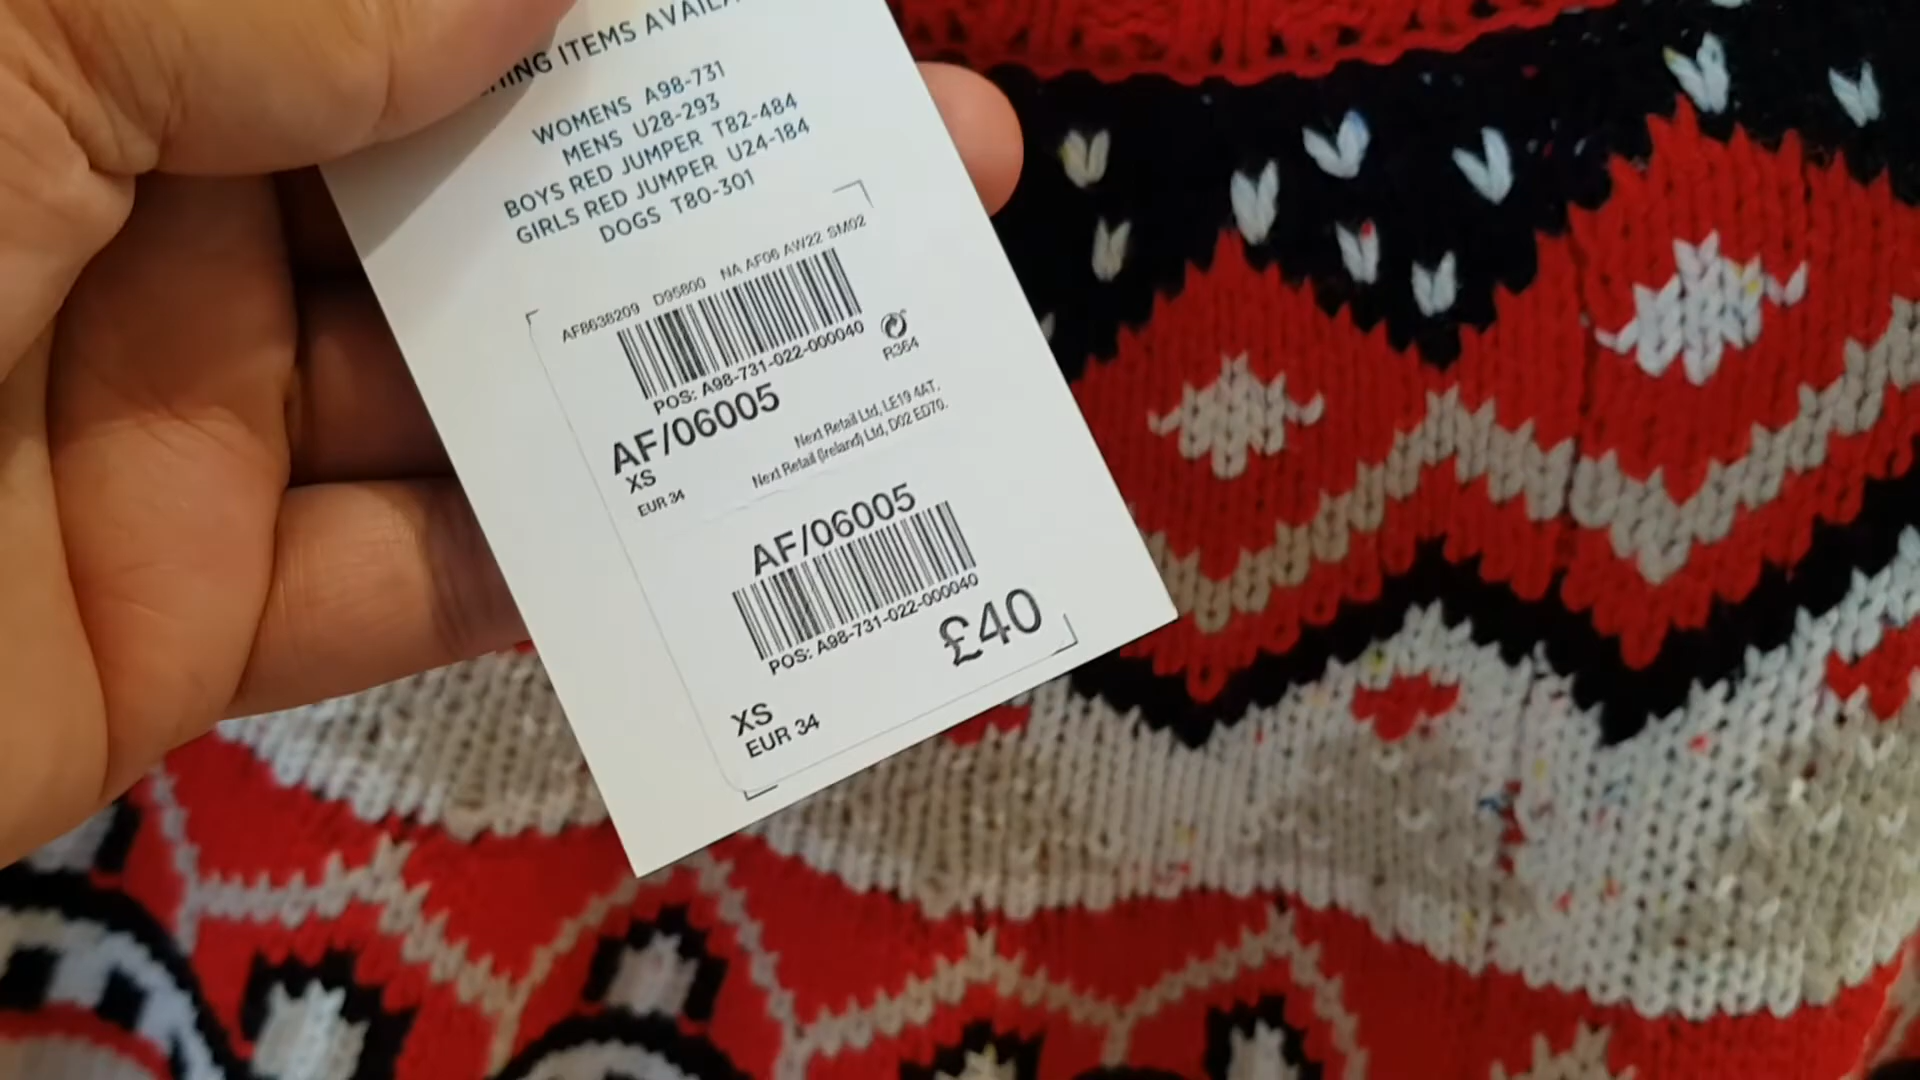 ITEMS AVAILA
WOMENS A98-731
MENS U28-293
BOYS RED JUMPER T82-484
GIRLS RED JUMPER U24-184
DOGS T80-301
AF8638209 D95800 NA AF06 AW22 SM02
POS: A98-731-022-000040
R364
AF/06005
XS
EUR 34
Next Retail Ltd, LE19 4AT.
Next Retail (Ireland) Ltd, D02 ED70.
AF/06005
POS: A98-731-022-000040
£40
XS
EUR 34